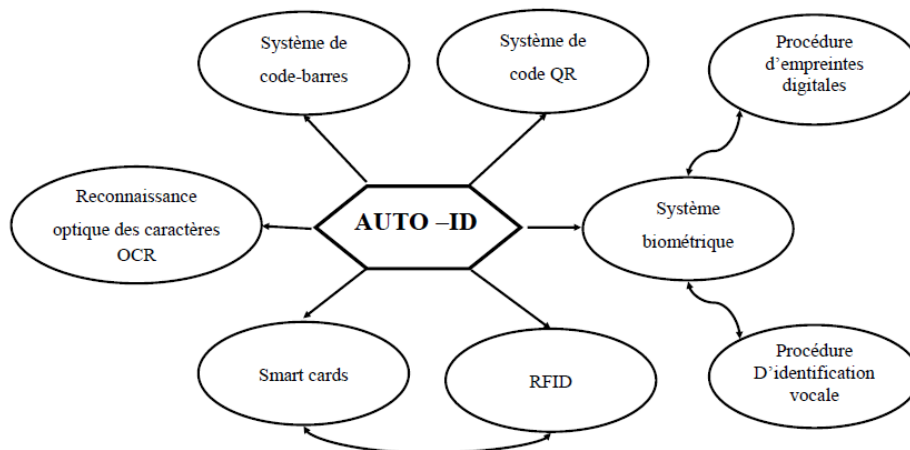 Système de
code-barres
Système de
code QR
Procédure
d’empreintes
digitales
Reconnaissance
optique des caractères
OCR
AUTO –ID
Système
biométrique
Smart cards
RFID
Procédure
D’identification
vocale